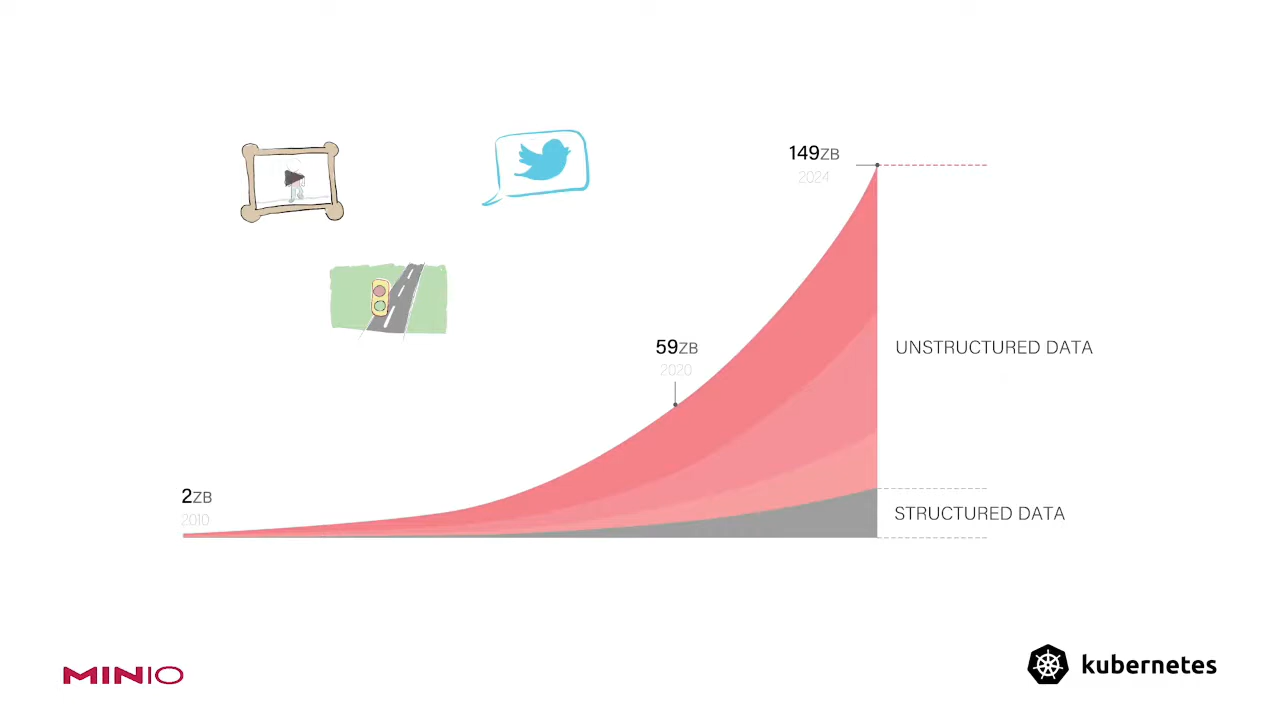 149ZB
2024
59ZB
2020
UNSTRUCTURED DATA
2ZB
2010
STRUCTURED DATA
MINIO
kubernetes